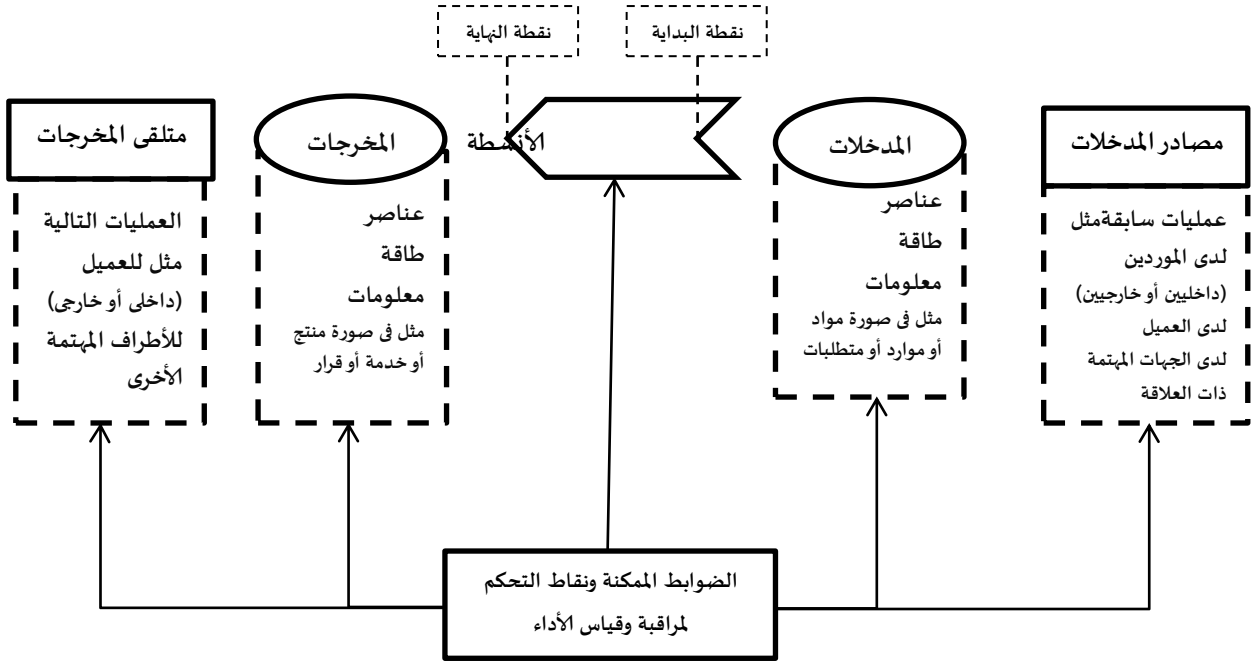 نقطة البداية
نقطة النهاية
مصادر المدخلات
المدخلات
الأنشطة
المخرجات
متلقى المخرجات
عمليات سابقةمثل
لدى الموردين
(داخليين أو خارجيين)
لدى العميل
لدى الجهات المهتمة
ذات العلاقة
عناصر
طاقة
معلومات
مثل فى صورة مواد
أو موارد أو متطلبات
عناصر
طاقة
معلومات
مثل فى صورة منتج
أو خدمة أو قرار
العمليات التالية
مثل للعميل
(داخلى أو خارجى)
للأطراف المهتمة
الأخرى
الضوابط الممكنة ونقاط التحكم
لمراقبة وقياس الأداء